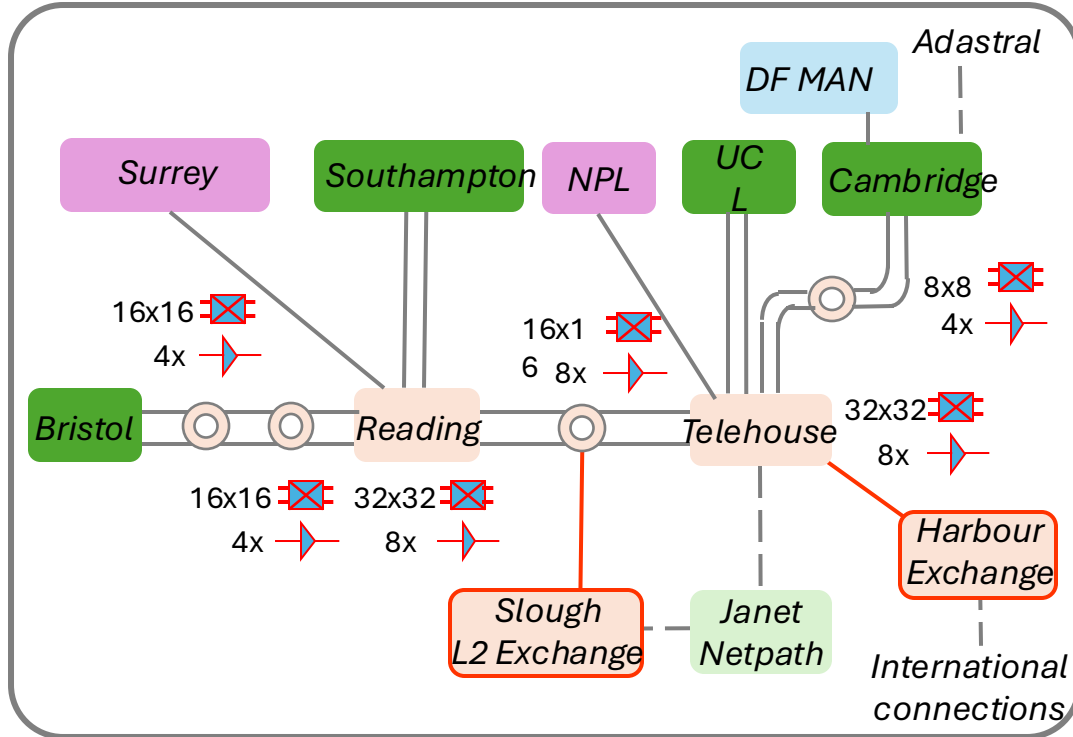 Adastral
DF MAN
Surrey
Southampton
NPL
UC
L
Cambridge
16x16
4x
16x1
6
8x
8x8
4x
Bristol
Reading
Telehouse
32x32
8x
16x16
4x
32x32
8x
Harbour
Exchange
Slough
L2 Exchange
Janet
Netpath
International
connections